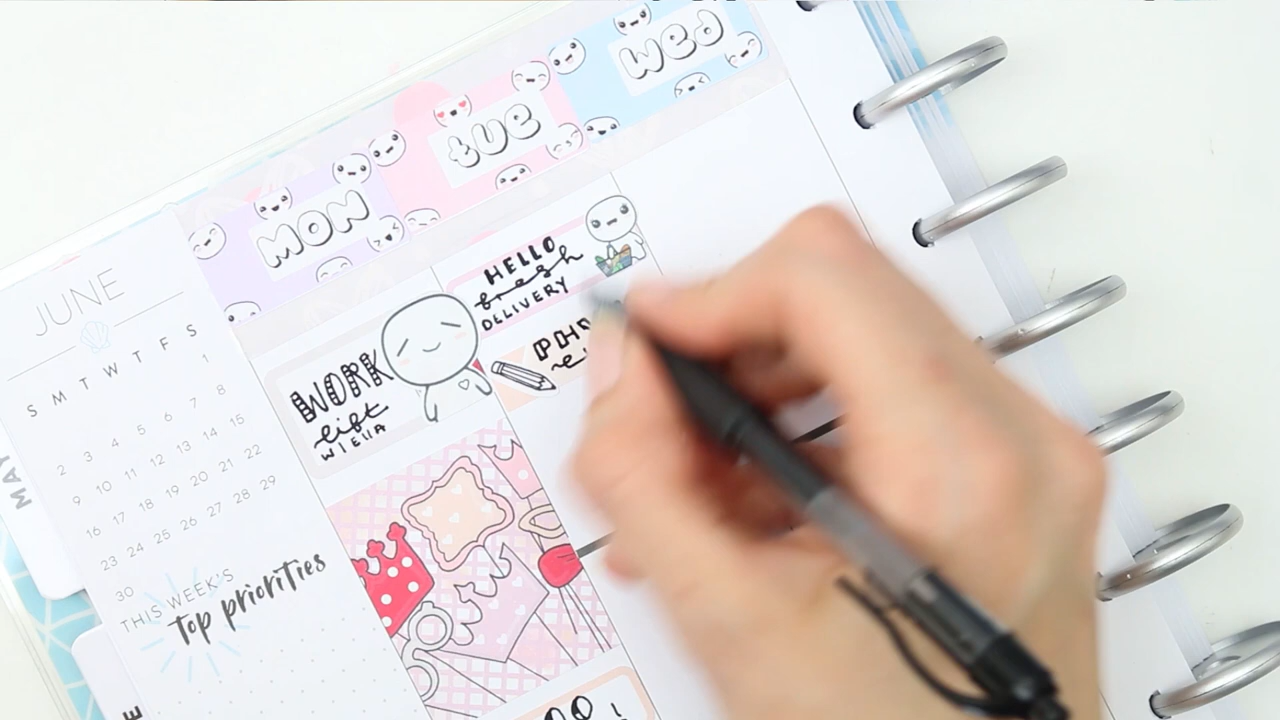 MON
tUE
Wed
JUNE
S M T W T F S
1
2 3 4 5 6 7 8
9 10 11 12 13 14 15
16 17 18 19 20 21 22
23 24 25 26 27 28 29
30
THIS WEEK'S
top priorities
MAY
WORK
HELLO
fresh
DELIVERY